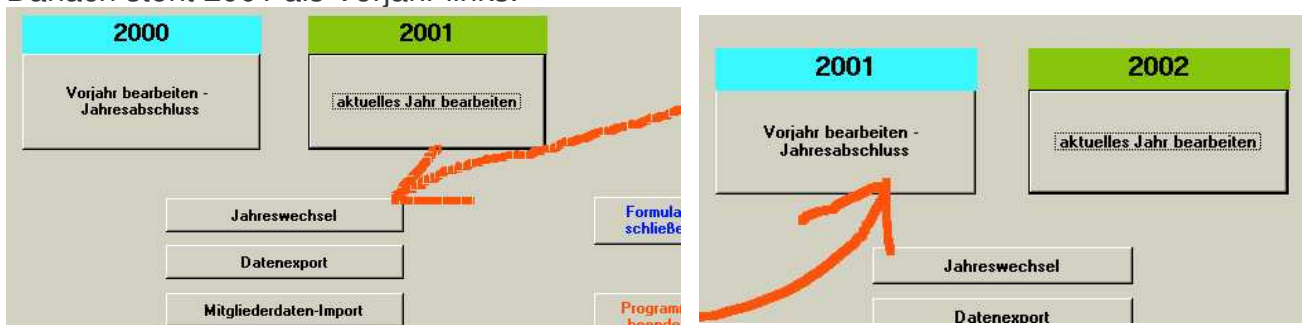 2000
2001
Vorjahr bearbeiten -
Jahresabschluss
aktuelles Jahr bearbeiten
Jahreswechsel
Datenexport
Mitgliederdaten-Import
2001
2002
Vorjahr bearbeiten -
Jahresabschluss
aktuelles Jahr bearbeiten
Jahreswechsel
Datenexport